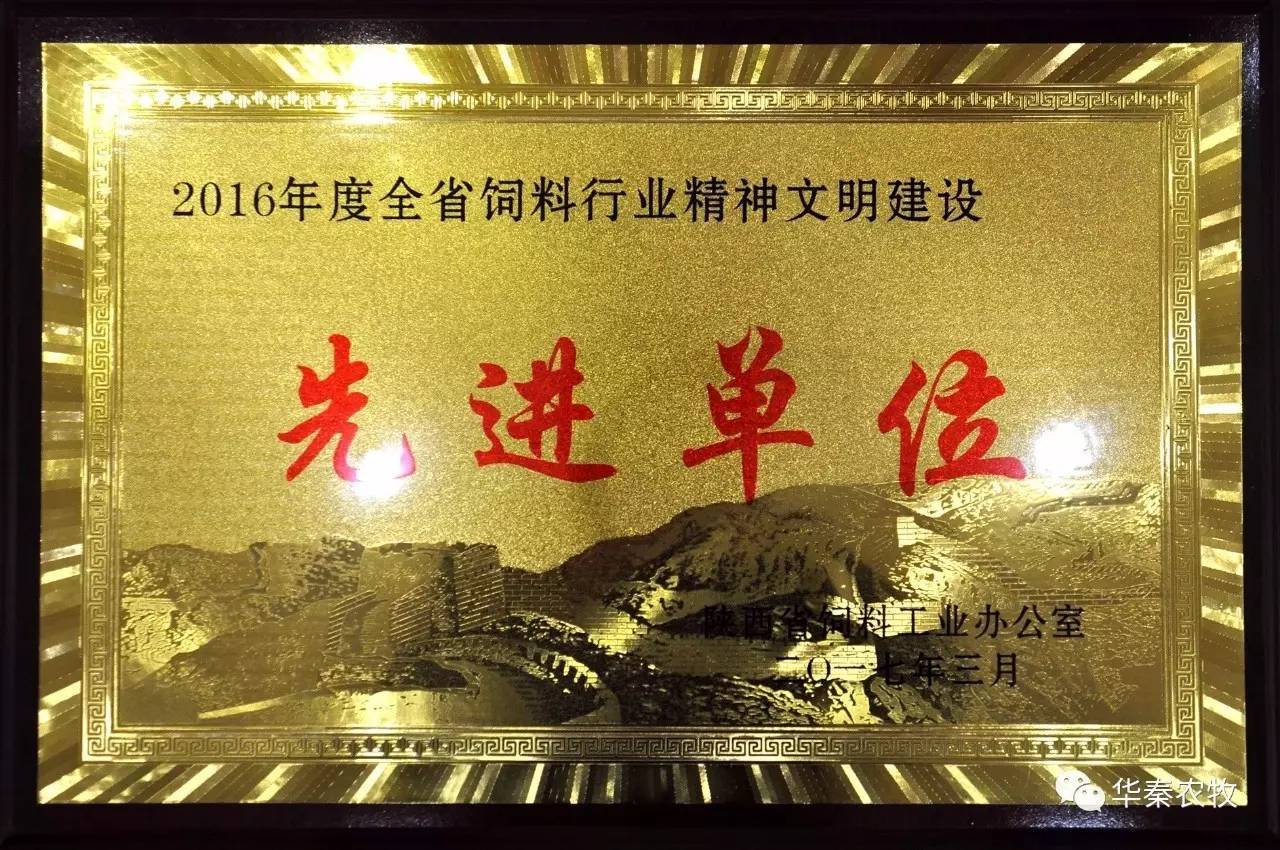 2016年度全省饲料行业精神文明建设
先进单位
陕西省饲料工业办公室
二〇一七年三月
华秦农牧